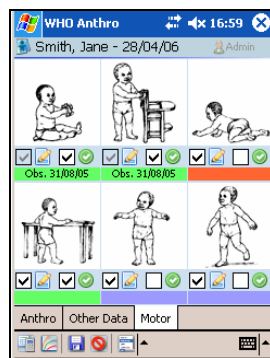 WHO Anthro 16:59
Smith, Jane - 28/04/06 Admin
Obs. 31/08/05 Obs. 31/08/05
Anthro Other Data Motor